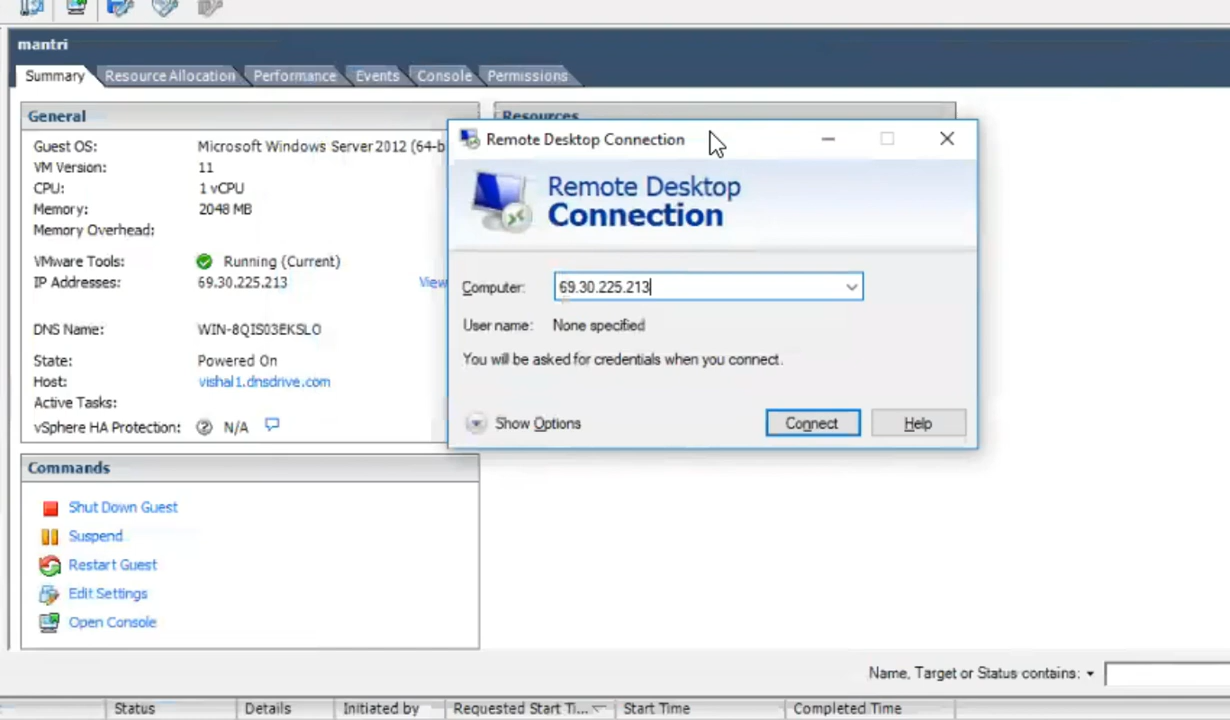 mantri
Summary Resource Allocation Performance Events Console Permissions
General
Guest OS: Microsoft Windows Server 2012 (64-b
VM Version: 11
CPU: 1 vCPU
Memory: 2048 MB
Memory Overhead:
VMware Tools: Running (Current)
IP Addresses: 69.30.225.213 View
DNS Name: WIN-8QIS03EKSLO
State: Powered On
Host: vishal1.dnsdrive.com
Active Tasks:
vSphere HA Protection: N/A
Commands
Shut Down Guest
Suspend
Restart Guest
Edit Settings
Open Console
Resources
Remote Desktop Connection
Remote Desktop
Connection
Computer: 69.30.225.213
User name: None specified
You will be asked for credentials when you connect.
Show Options Connect Help
Name, Target or Status contains:
Status Details Initiated by Requested Start Ti... Start Time Completed Time